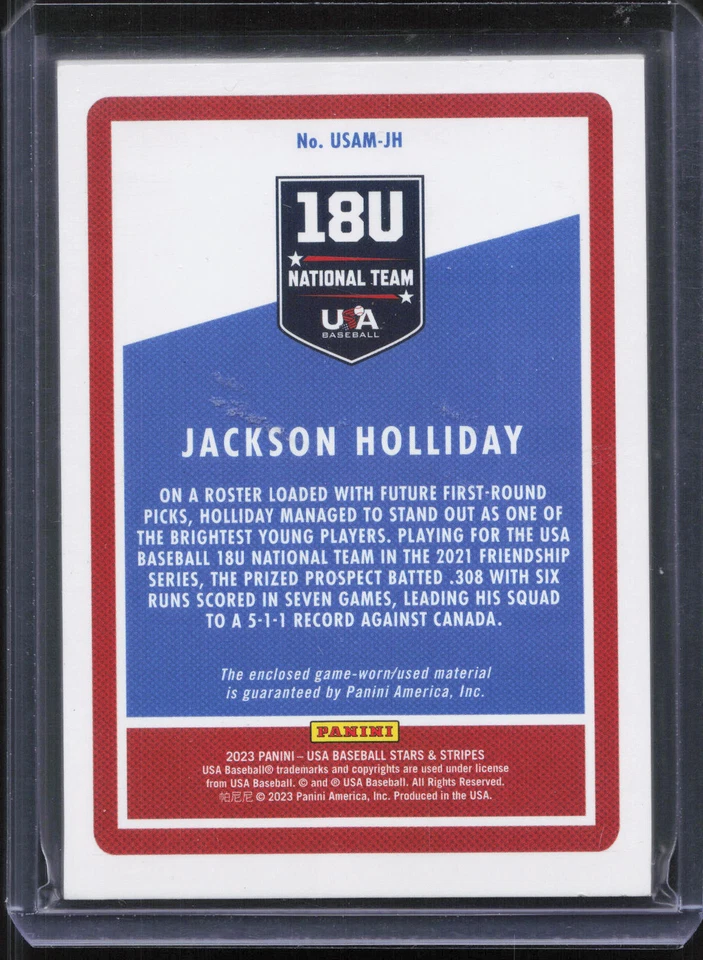 No. USAM-JH
18U
NATIONAL TEAM
USA
BASEBALL
JACKSON HOLLIDAY
ON A ROSTER LOADED WITH FUTURE FIRST-ROUND
PICKS, HOLLIDAY MANAGED TO STAND OUT AS ONE OF
THE BRIGHTEST YOUNG PLAYERS. PLAYING FOR THE USA
BASEBALL 18U NATIONAL TEAM IN THE 2021 FRIENDSHIP
SERIES, THE PRIZED PROSPECT BATTED .308 WITH SIX
RUNS SCORED IN SEVEN GAMES, LEADING HIS SQUAD
TO A 5-1-1 RECORD AGAINST CANADA.
The enclosed game-worn/used material
is guaranteed by Panini America, Inc.
PANINI
2023 PANINI – USA BASEBALL STARS & STRIPES
USA Baseball® trademarks and copyrights are used under license
from USA Baseball. © and ® USA Baseball. All Rights Reserved.
帕尼尼 © 2023 Panini America, Inc. Produced in the USA.